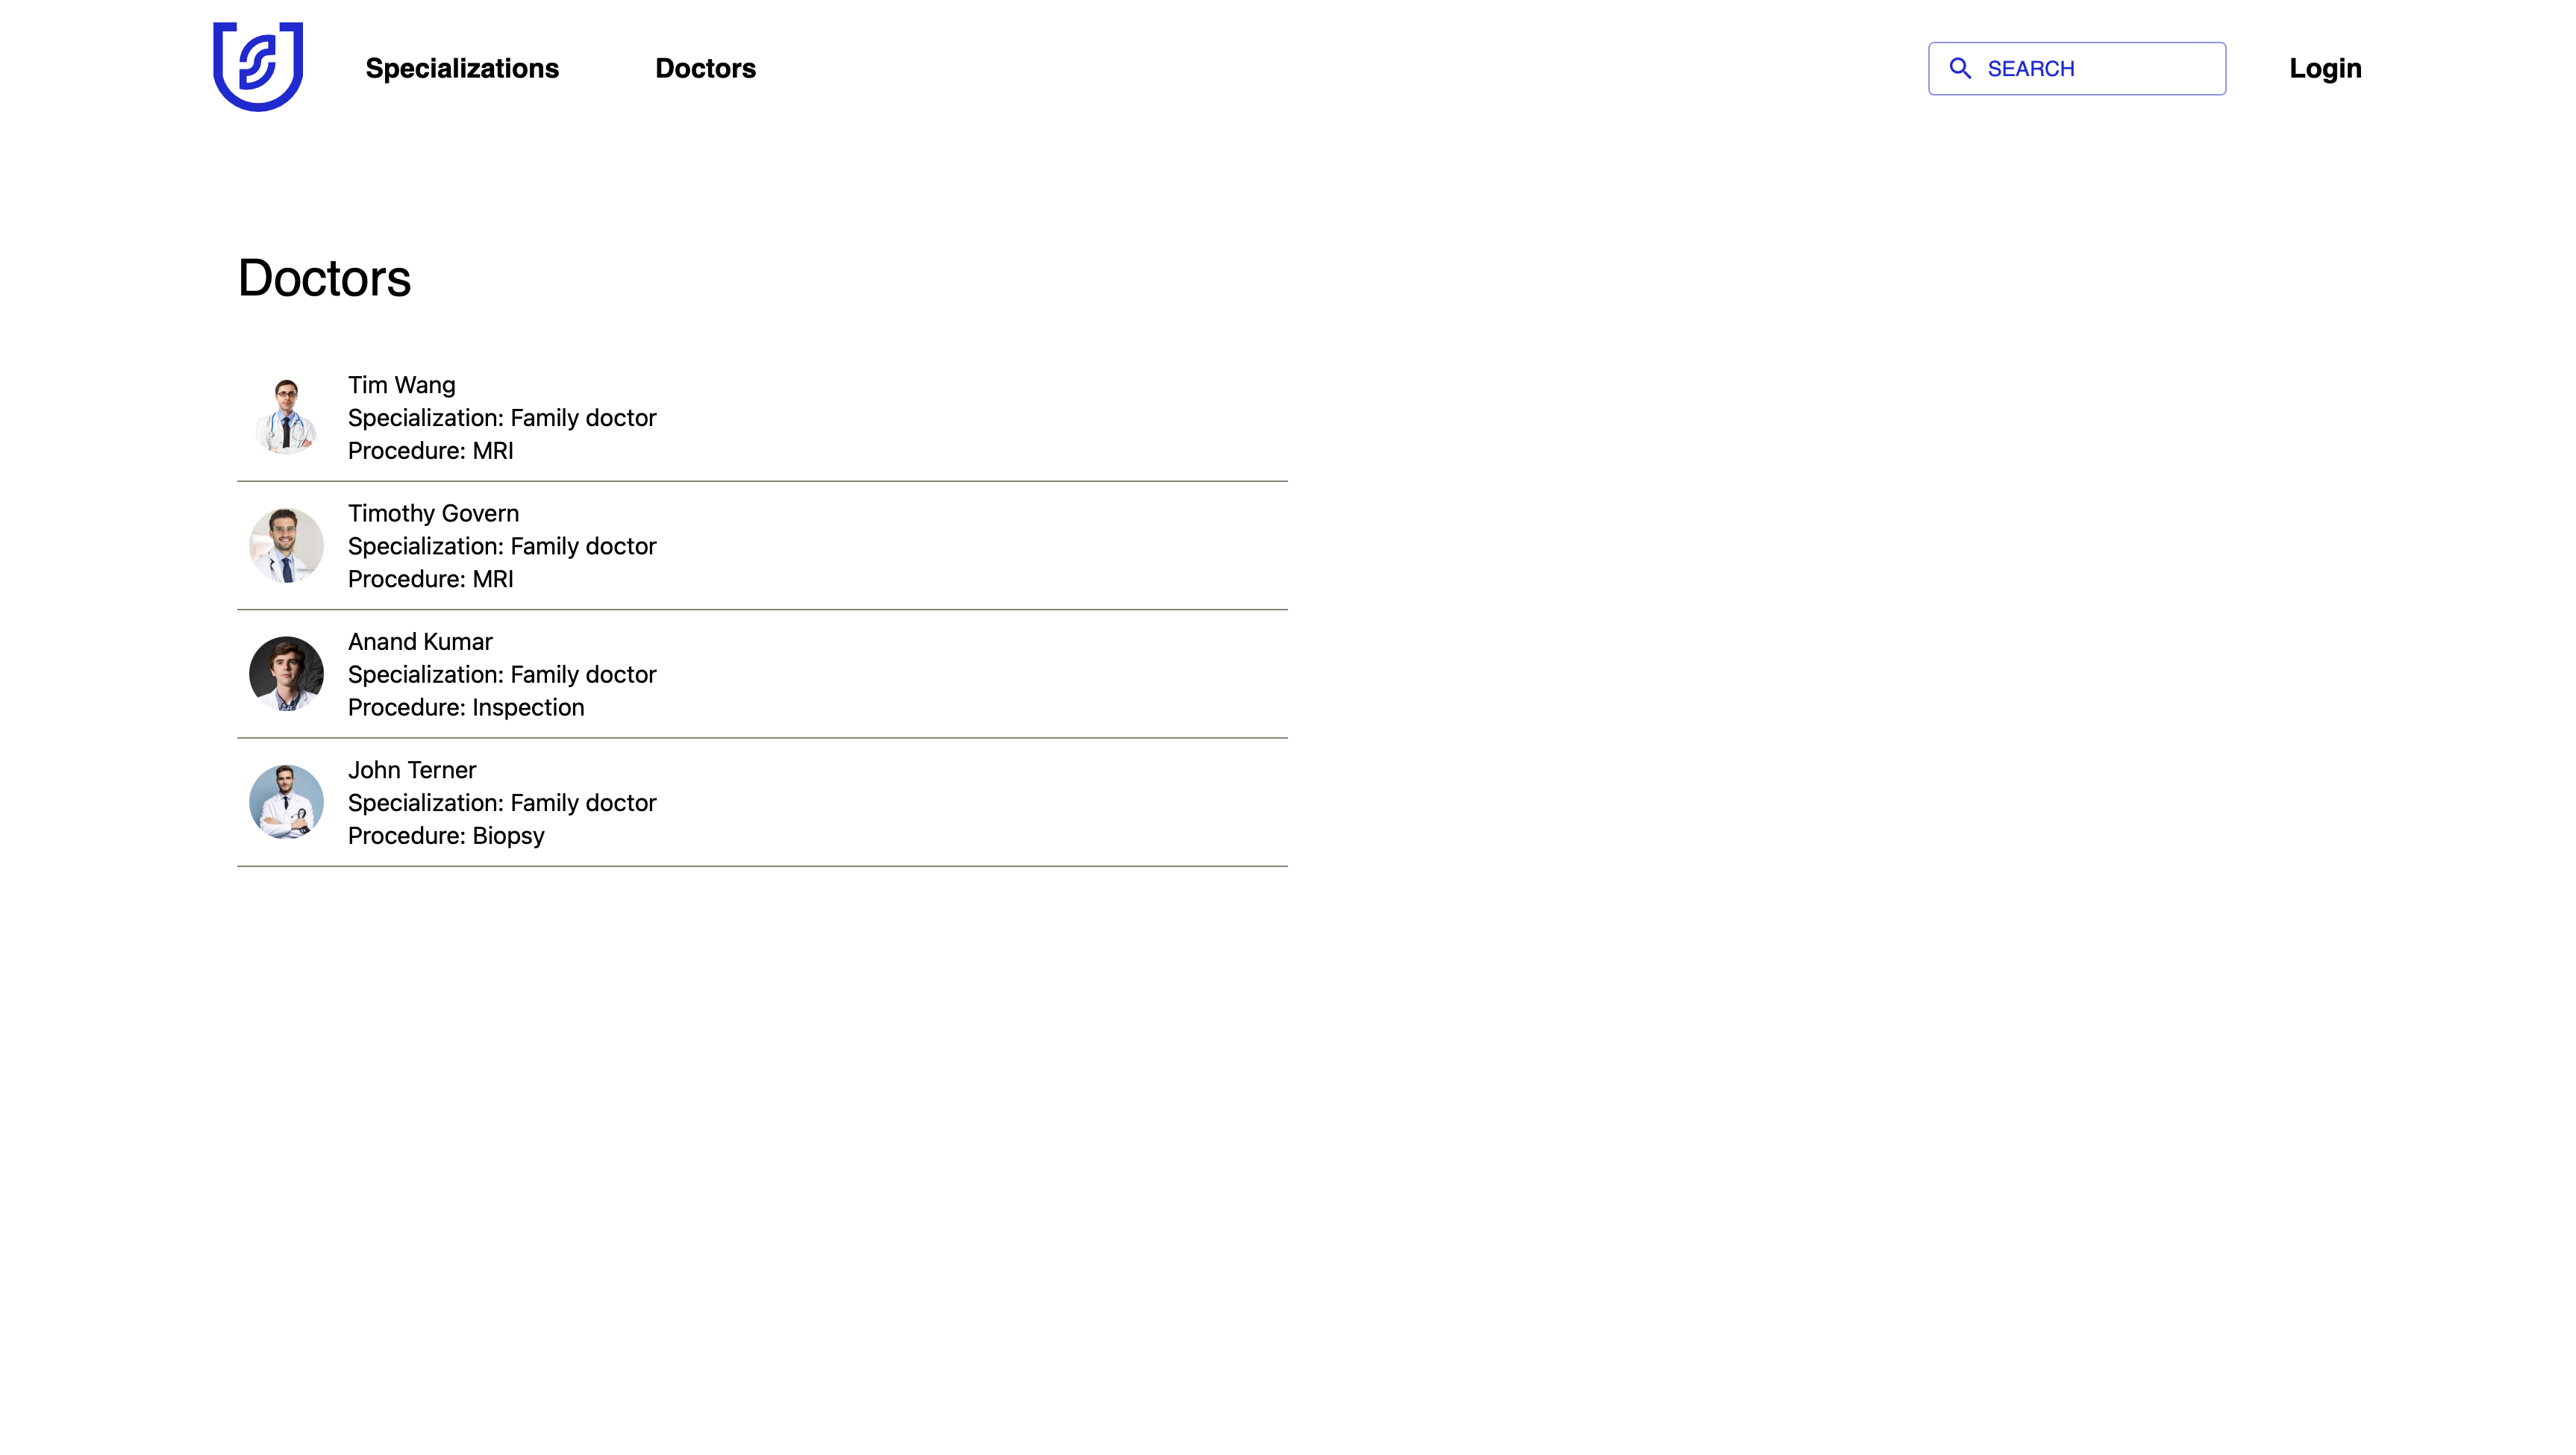 Specializations
Doctors
SEARCH
Login
Doctors
Tim Wang
Specialization: Family doctor
Procedure: MRI
Timothy Govern
Specialization: Family doctor
Procedure: MRI
Anand Kumar
Specialization: Family doctor
Procedure: Inspection
John Terner
Specialization: Family doctor
Procedure: Biopsy